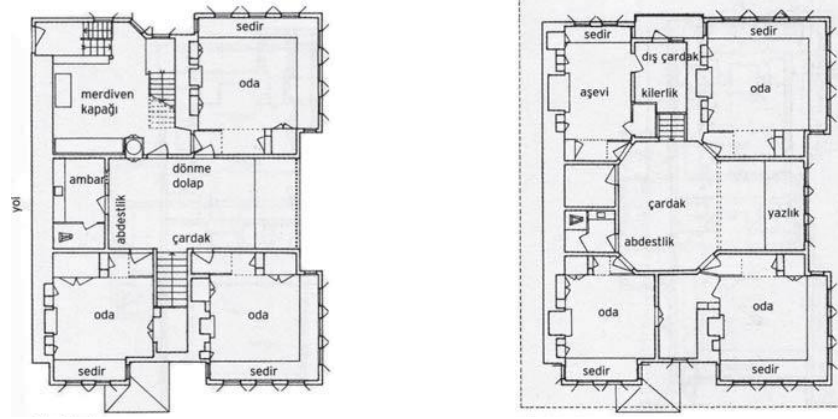 sedir
oda
merdiven
kapağı
dönme
dolap
ambar
abdestlik
çardak
yol
oda
oda
sedir
sedir
sedir
sedir
dış çardak
aşevi
kilerlik
oda
çardak
yazlık
abdestlik
oda
oda
sedir
sedir